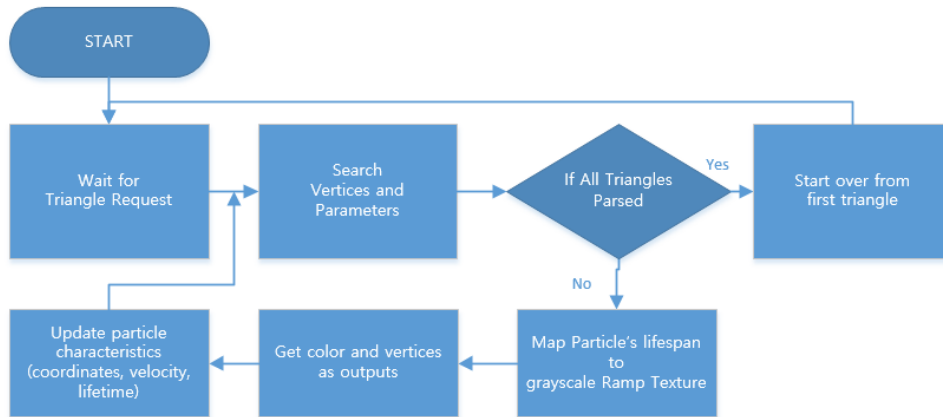 START
Wait for
Triangle Request
Search
Vertices and
Parameters
If All Triangles
Parsed
Yes
Start over from
first triangle
No
Update particle
characteristics
(coordinates, velocity,
lifetime)
Get color and vertices
as outputs
Map Particle's lifespan
to
grayscale Ramp Texture